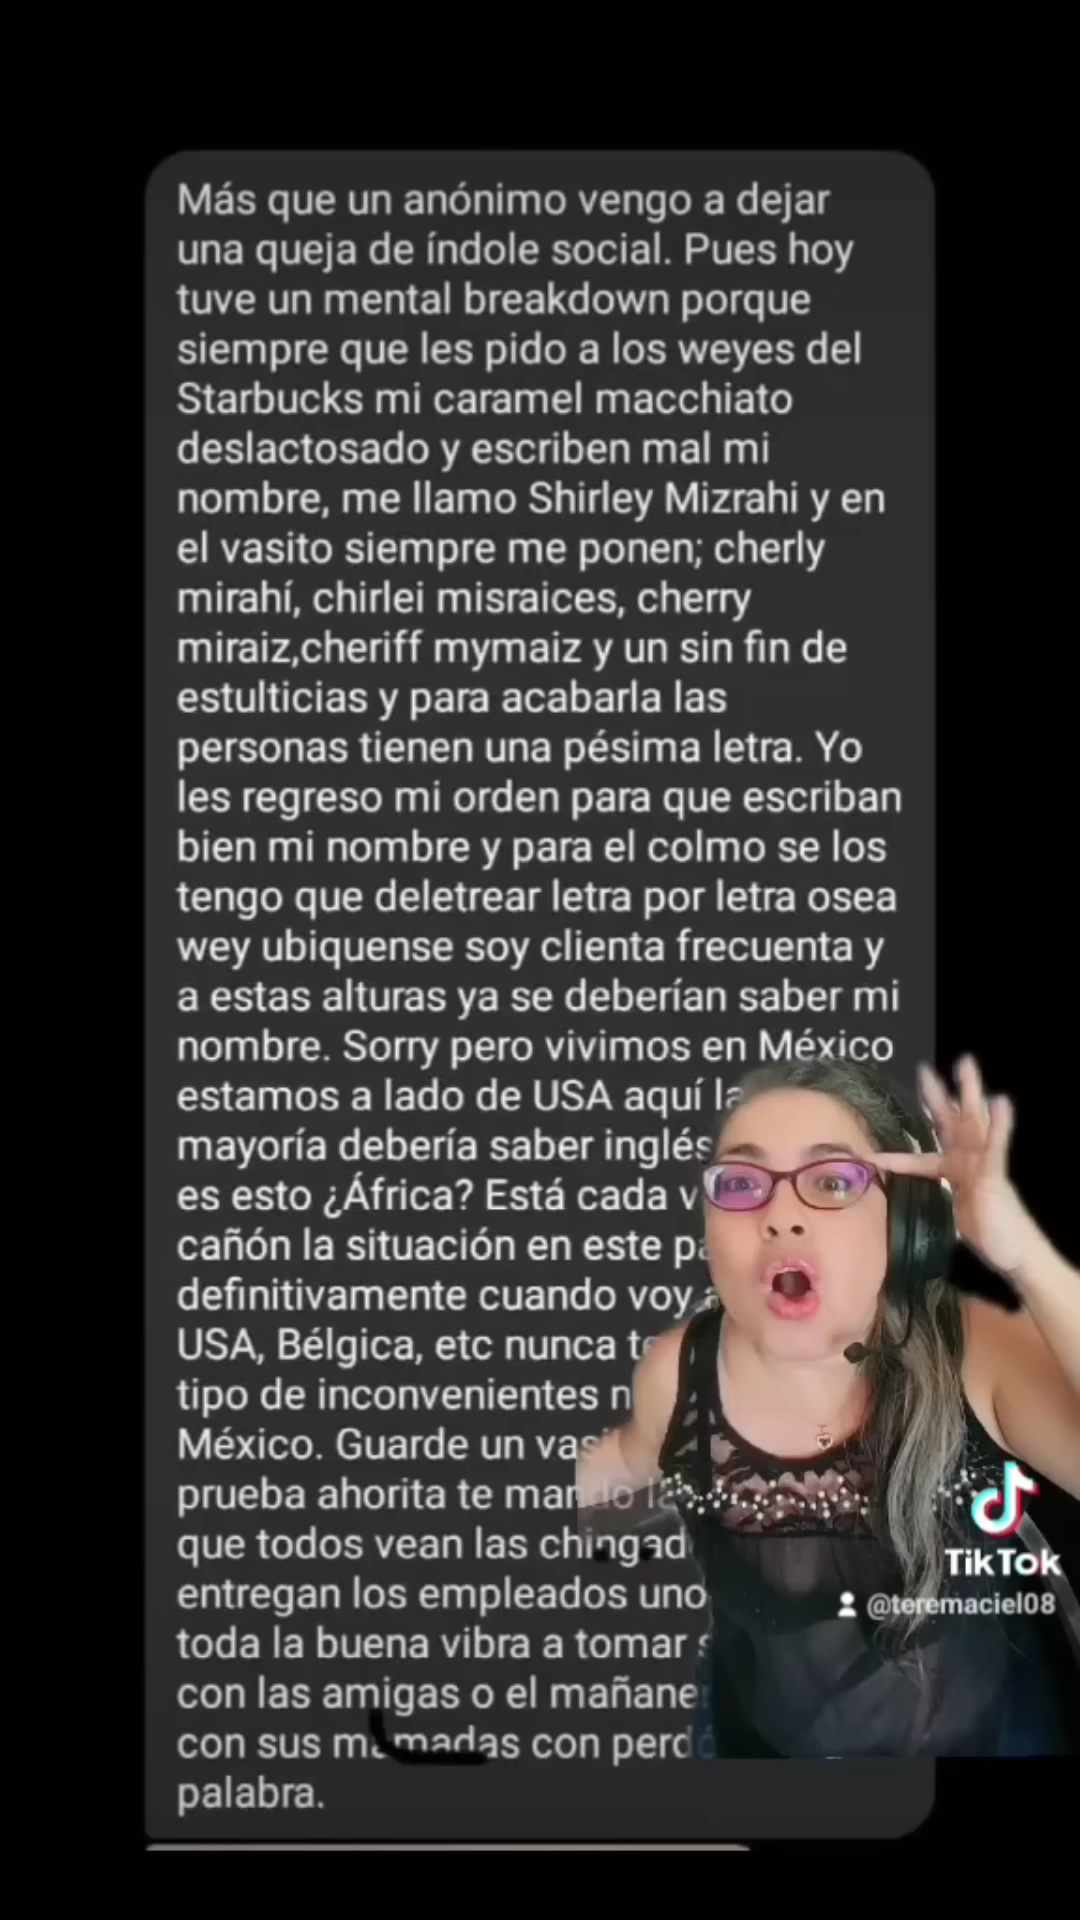 Más que un anónimo vengo a dejar
una queja de índole social. Pues hoy
tuve un mental breakdown porque
siempre que les pido a los weyes del
Starbucks mi caramel macchiato
deslactosado y escriben mal mi
nombre, me llamo Shirley Mizrahi y en
el vasito siempre me ponen; cherly
mirahí, chirlei misraices, cherry
miraiz,cheriff mymaiz y un sin fin de
estulticias y para acabarla las
personas tienen una pésima letra. Yo
les regreso mi orden para que escriban
bien mi nombre y para el colmo se los
tengo que deletrear letra por letra osea
wey ubiquense soy clienta frecuenta y
a estas alturas ya se deberían saber mi
nombre. Sorry pero vivimos en México
estamos a lado de USA aquí
mayoría debería saber inglés
es esto ¿África? Está cada
cañón la situación en este
definitivamente cuando voy
USA, Bélgica, etc nunca
tipo de inconvenientes
México. Guarde un
prueba ahorita te mando
que todos vean las
entregan los empleados
toda la buena vibra a tomar
con las amigas o el
con sus mamadas con
palabra.
TikTok
@teremaciel08